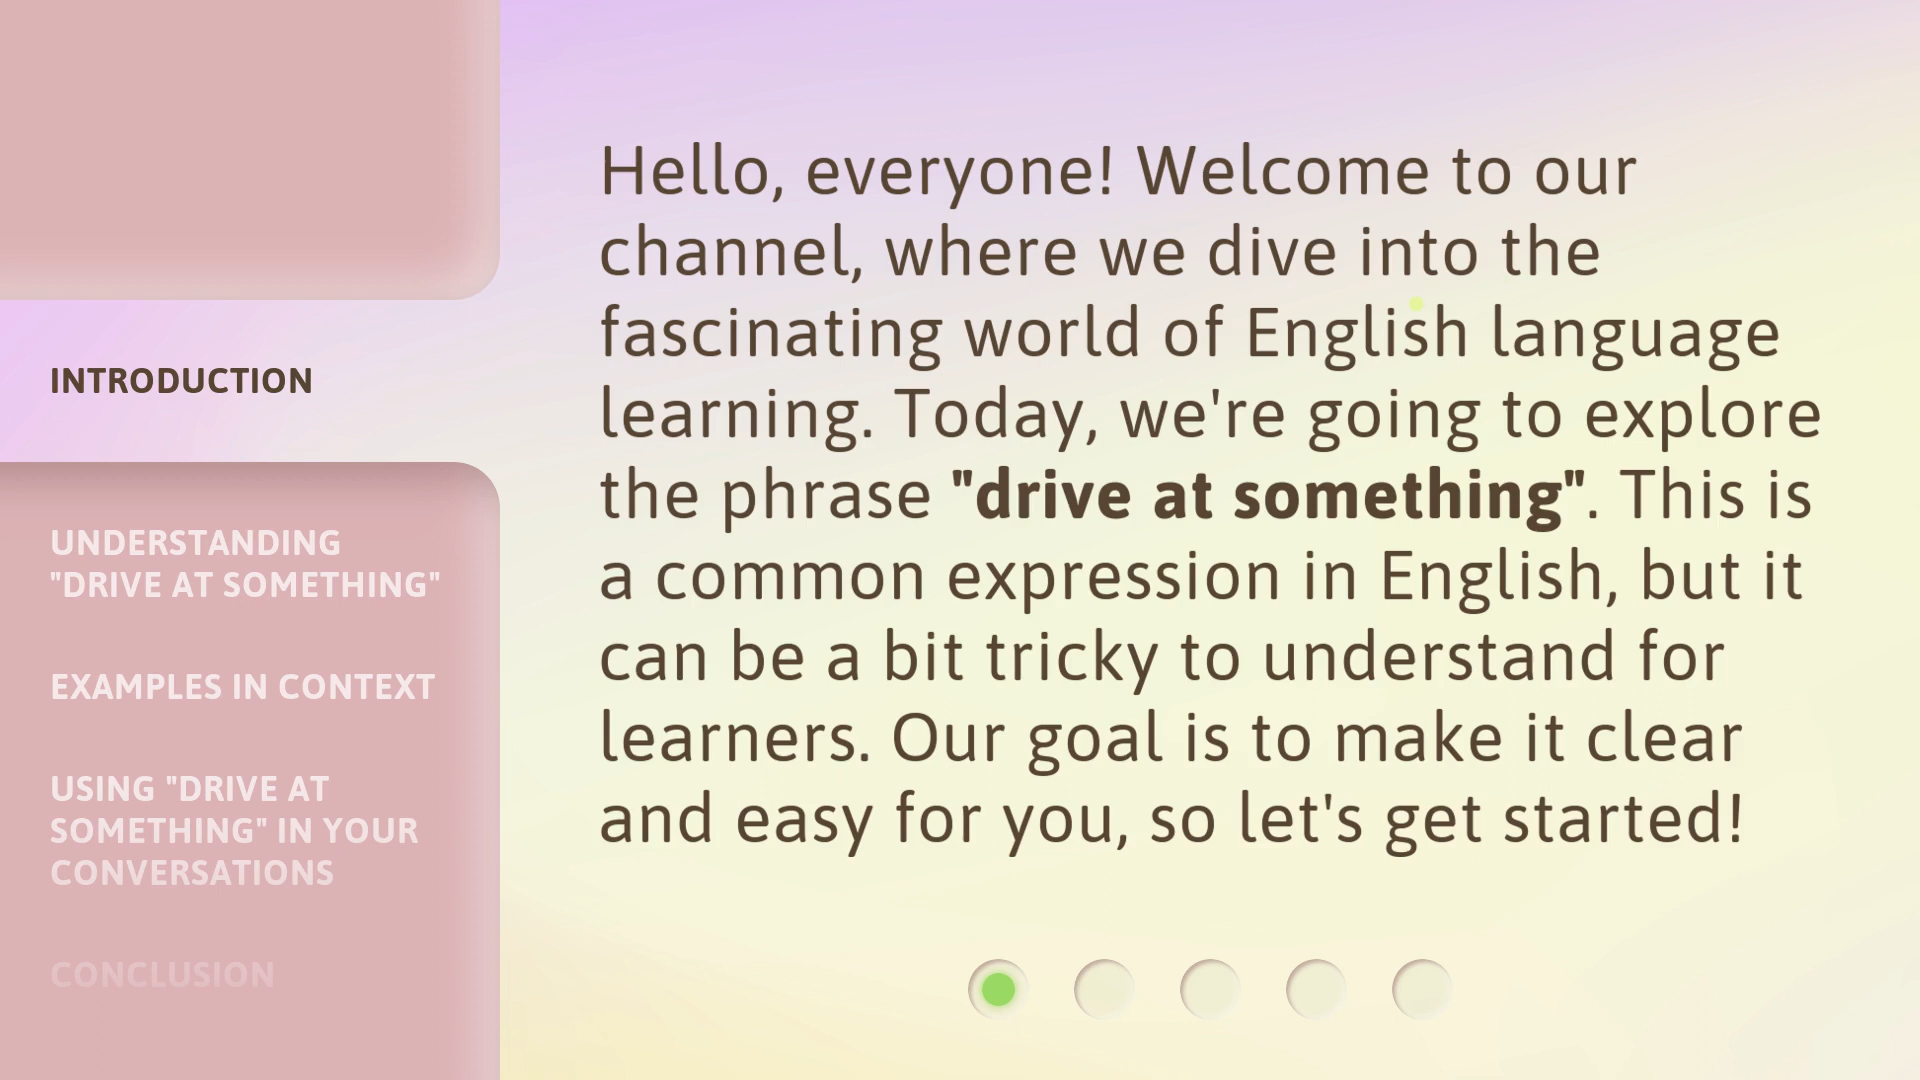 INTRODUCTION
UNDERSTANDING
"DRIVE AT SOMETHING"
EXAMPLES IN CONTEXT
USING "DRIVE AT
SOMETHING" IN YOUR
CONVERSATIONS
CONCLUSION
Hello, everyone! Welcome to our
channel, where we dive into the
fascinating world of English language
learning. Today, we're going to explore
the phrase "drive at something". This is
a common expression in English, but it
can be a bit tricky to understand for
learners. Our goal is to make it clear
and easy for you, so let's get started!